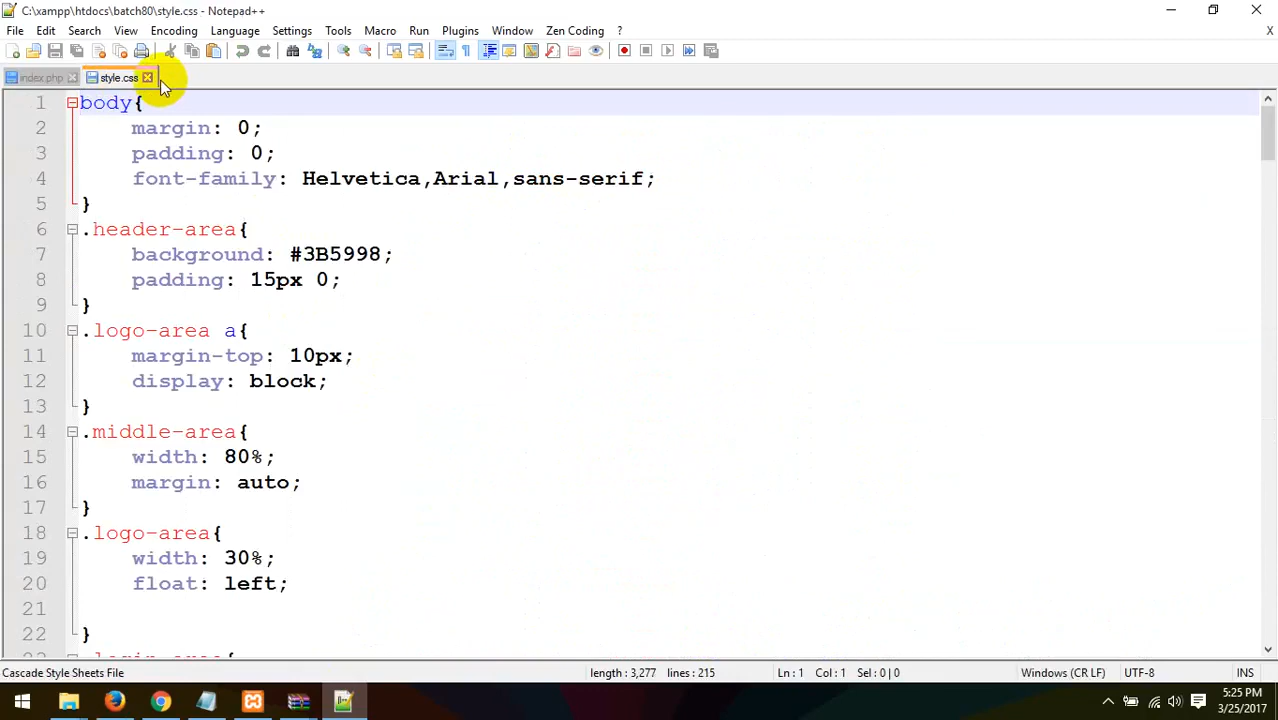 C:\xampp\htdocs\batch80\style.css - Notepad++
File Edit Search View Encoding Language Settings Tools Macro Run Plugins Window Zen Coding ? X
index.php style.css
1 body{
2 margin: 0;
3 padding: 0;
4 font-family: Helvetica,Arial,sans-serif;
5 }
6 .header-area{
7 background: #3B5998;
8 padding: 15px 0;
9 }
10 .logo-area a{
11 margin-top: 10px;
12 display: block;
13 }
14 .middle-area{
15 width: 80%;
16 margin: auto;
17 }
18 .logo-area{
19 width: 30%;
20 float: left;
21
22 }
23 .login-area{
Cascade Style Sheets File length : 3,277 lines : 215 Ln : 1 Col : 1 Sel : 0 | 0 Windows (CR LF) UTF-8 INS
5:25 PM
3/25/2017